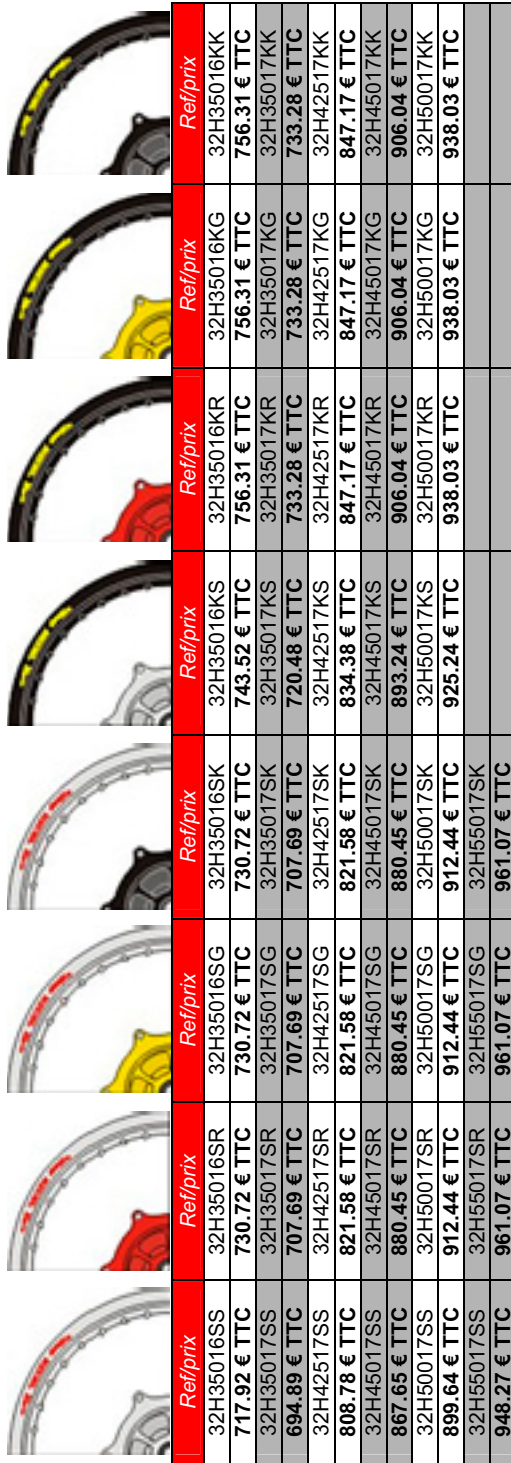 Ref/prix Ref/prix Ref/prix Ref/prix Ref/prix Ref/prix Ref/prix Ref/prix
32H35016SS 32H35016SR 32H35016SG 32H35016SK 32H35016KS 32H35016KR 32H35016KG 32H35016KK
717.92 € TTC 730.72 € TTC 730.72 € TTC 730.72 € TTC 743.52 € TTC 756.31 € TTC 756.31 € TTC 756.31 € TTC
32H35017SS 32H35017SR 32H35017SG 32H35017SK 32H35017KS 32H35017KR 32H35017KG 32H35017KK
694.89 € TTC 707.69 € TTC 707.69 € TTC 707.69 € TTC 720.48 € TTC 733.28 € TTC 733.28 € TTC 733.28 € TTC
32H42517SS 32H42517SR 32H42517SG 32H42517SK 32H42517KS 32H42517KR 32H42517KG 32H42517KK
808.78 € TTC 821.58 € TTC 821.58 € TTC 821.58 € TTC 834.38 € TTC 847.17 € TTC 847.17 € TTC 847.17 € TTC
32H45017SS 32H45017SR 32H45017SG 32H45017SK 32H45017KS 32H45017KR 32H45017KG 32H45017KK
867.65 € TTC 880.45 € TTC 880.45 € TTC 880.45 € TTC 893.24 € TTC 906.04 € TTC 906.04 € TTC 906.04 € TTC
32H50017SS 32H50017SR 32H50017SG 32H50017SK 32H50017KS 32H50017KR 32H50017KG 32H50017KK
899.64 € TTC 912.44 € TTC 912.44 € TTC 912.44 € TTC 925.24 € TTC 938.03 € TTC 938.03 € TTC 938.03 € TTC
32H55017SS 32H55017SR 32H55017SG 32H55017SK
948.27 € TTC 961.07 € TTC 961.07 € TTC 961.07 € TTC